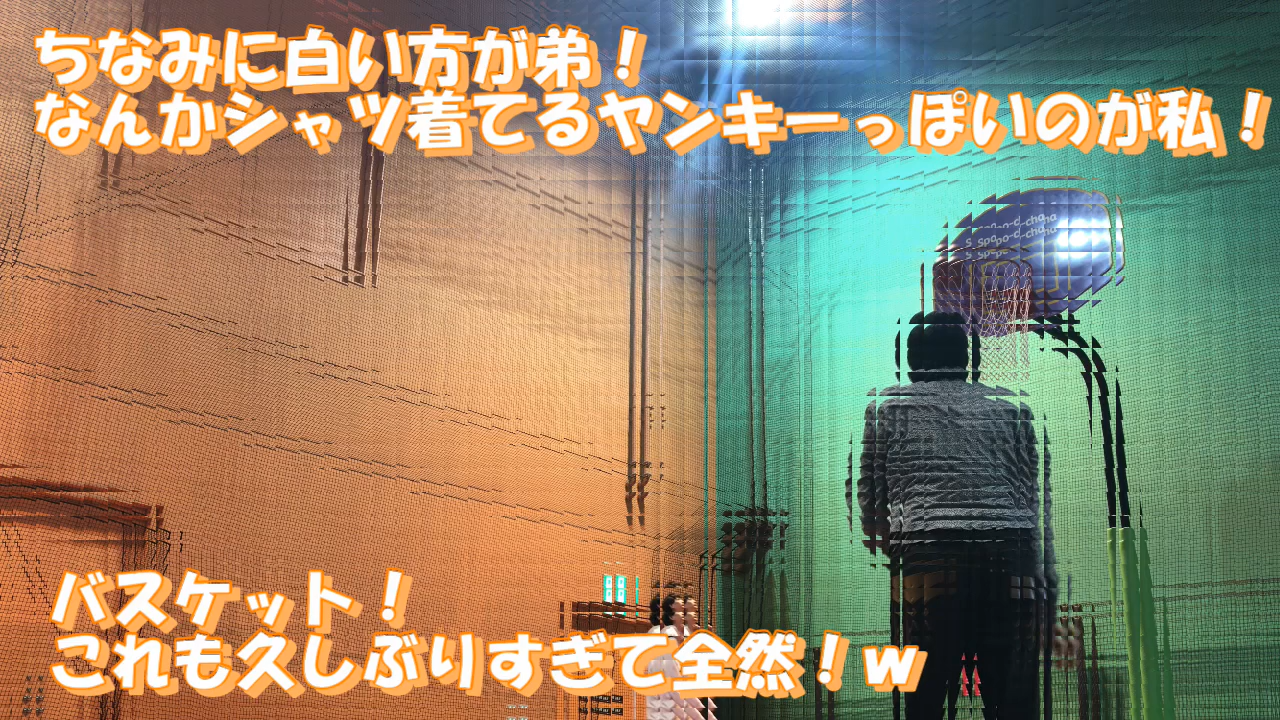 ちなみに白い方が弟！
なんかシャツ着てるヤンキーっぽいのが私！
バスケット！
これも久しぶりすぎて全然！w